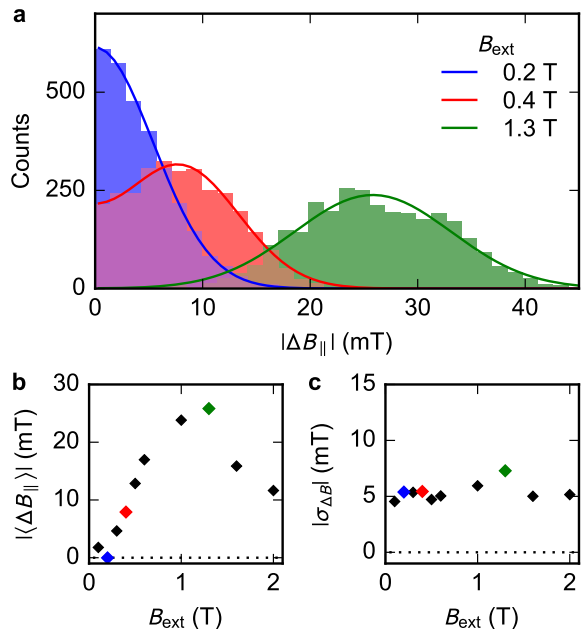 a
B_ext
0.2 T
0.4 T
1.3 T
Counts
500
250
0
0 10 20 30 40
|ΔB_∥| (mT)
b
|⟨ΔB_∥⟩| (mT)
30
20
10
0
0 1 2
B_ext (T)
c
|σ_ΔB| (mT)
15
10
5
0
0 1 2
B_ext (T)